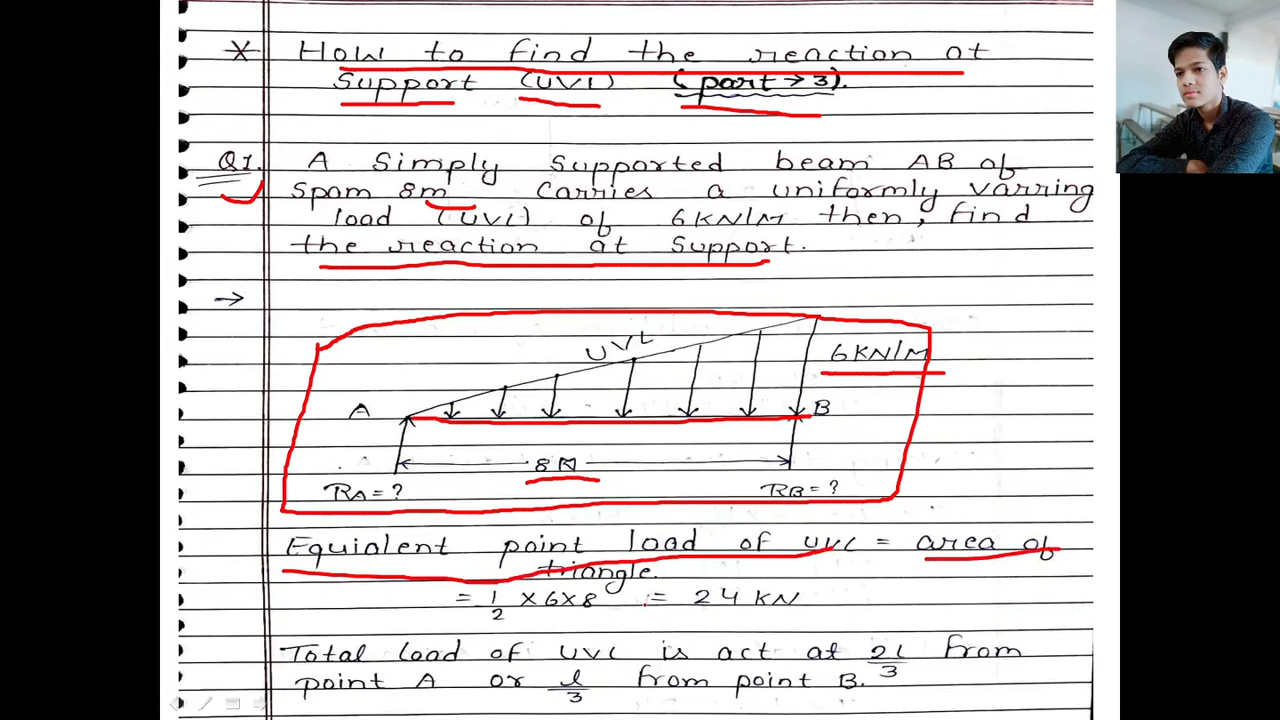 * How to find the reaction at
Support (UVL) (part → 3).
Q1. A Simply Supported beam AB of
Spam 8m Carries a uniformly varring
load (UVL) of 6KN/M then, find
the reaction at Support.
→
UVL
6KN/M
A B
8M
RA = ? RB = ?
Equialent point load of UVL = area of
triangle.
= 1/2 × 6 × 8 = 24 KN
Total load of UVL is act at 2l/3 from
point A or l/3 from point B.